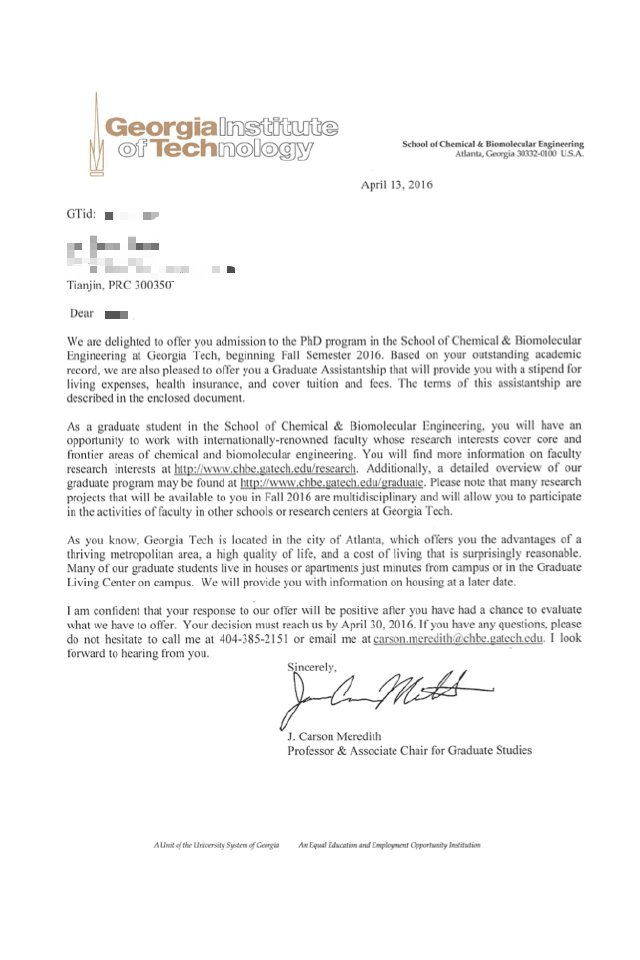 Georgia Institute
of Technology
School of Chemical & Biomolecular Engineering
Atlanta, Georgia 30332-0100 U.S.A.
April 13, 2016
GTid:
Tianjin, PRC 300350
Dear
We are delighted to offer you admission to the PhD program in the School of Chemical & Biomolecular
Engineering at Georgia Tech, beginning Fall Semester 2016. Based on your outstanding academic
record, we are also pleased to offer you a Graduate Assistantship that will provide you with a stipend for
living expenses, health insurance, and cover tuition and fees. The terms of this assistantship are
described in the enclosed document.
As a graduate student in the School of Chemical & Biomolecular Engineering, you will have an
opportunity to work with internationally-renowned faculty whose research interests cover core and
frontier areas of chemical and biomolecular engineering. You will find more information on faculty
research interests at http://www.chbe.gatech.edu/research. Additionally, a detailed overview of our
graduate program may be found at http://www.chbe.gatech.edu/graduate. Please note that many research
projects that will be available to you in Fall 2016 are multidisciplinary and will allow you to participate
in the activities of faculty in other schools or research centers at Georgia Tech.
As you know, Georgia Tech is located in the city of Atlanta, which offers you the advantages of a
thriving metropolitan area, a high quality of life, and a cost of living that is surprisingly reasonable.
Many of our graduate students live in houses or apartments just minutes from campus or in the Graduate
Living Center on campus. We will provide you with information on housing at a later date.
I am confident that your response to our offer will be positive after you have had a chance to evaluate
what we have to offer. Your decision must reach us by April 30, 2016. If you have any questions, please
do not hesitate to call me at 404-385-2151 or email me at carson.meredith@chbe.gatech.edu. I look
forward to hearing from you.
Sincerely,
J. Carson Meredith
Professor & Associate Chair for Graduate Studies
A Unit of the University System of Georgia An Equal Education and Employment Opportunity Institution